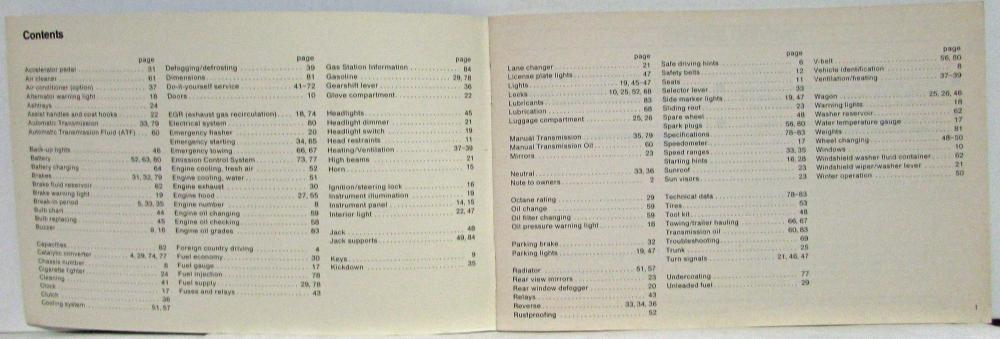 Contents
page
Accelerator pedal 31
Air cleaner 61
Air conditioner (option) 37
Alternator warning light 18
Ashtrays 24
Assist handles and coat hooks 22
Automatic Transmission 33, 79
Automatic Transmission Fluid (ATF) 60
Back-up lights 46
Battery 52, 63, 80
Battery charging 64
Brakes 31, 32, 79
Brake fluid reservoir 62
Brake warning light 19
Break-in period 5, 33, 35
Bulb chart 44
Bulb replacing 45
Buzzer 9, 16
Capacities 82
Catalytic converter 4, 29, 74, 77
Chassis number 8
Cigarette lighter 24
Cleaning 41
Clock 17
Clutch 36
Cooling system 51, 57
page
Defogging/defrosting 39
Dimensions 81
Do-it-yourself service 41-72
Doors 10
EGR (exhaust gas recirculation) 18, 74
Electrical system 80
Emergency flasher 20
Emergency starting 34, 65
Emergency towing 66, 67
Emission Control System 73, 77
Engine cooling, fresh air 52
Engine cooling, water 51
Engine exhaust 30
Engine hood 27, 55
Engine number 8
Engine oil changing 59
Engine oil checking 58
Engine oil grades 83
Foreign country driving 4
Fuel economy 30
Fuel gauge 17
Fuel injection 78
Fuel supply 29, 78
Fuses and relays 43
page
Gas Station Information 84
Gasoline 29, 78
Gearshift lever 36
Glove compartment 22
Headlights 45
Headlight dimmer 21
Headlight switch 19
Head restraints 11
Heating/Ventilation 37-39
High beams 21
Horn 15
Ignition/steering lock 16
Instrument illumination 19
Instrument panel 14, 15
Interior light 22, 47
Jack 48
Jack supports 49, 84
Keys 9
Kickdown 35
page
Lane changer 21
License plate lights 47
Lights 19, 45-47
Locks 10, 25, 52, 68
Lubricants 83
Lubrication 68
Luggage compartment 25, 26
Manual Transmission 35, 79
Manual Transmission Oil 60
Mirrors 23
Neutral 33, 36
Note to owners 2
Octane rating 29
Oil change 59
Oil filter changing 59
Oil pressure warning light 18
Parking brake 32
Parking lights 19, 47
Radiator 51, 57
Rear view mirrors 23
Rear window defogger 20
Relays 43
Reverse 33, 34, 36
Rustproofing 52
page
Safe driving hints 6
Safety belts 12
Seats 11
Selector lever 33
Side marker lights 19, 47
Sliding roof 23
Spare wheel 48
Spark plugs 56, 80
Specifications 78-83
Speedometer 17
Speed ranges 33, 35
Starting hints 16, 28
Sunroof 23
Sun visors 23
Technical data 78-83
Tires 53
Tool kit 48
Towing/trailer hauling 66, 67
Transmission oil 60, 83
Troubleshooting 69
Trunk 25
Turn signals 21, 46, 47
Undercoating 77
Unleaded fuel 29
page
V-belt 56, 80
Vehicle identification 8
Ventilation/heating 37-39
Wagon 25, 26, 46
Warning lights 18
Washer reservoir 62
Water temperature gauge 17
Weights 81
Wheel changing 48-50
Windows 10
Windshield washer fluid container 62
Windshield wiper/washer lever 21
Winter operation 50
1